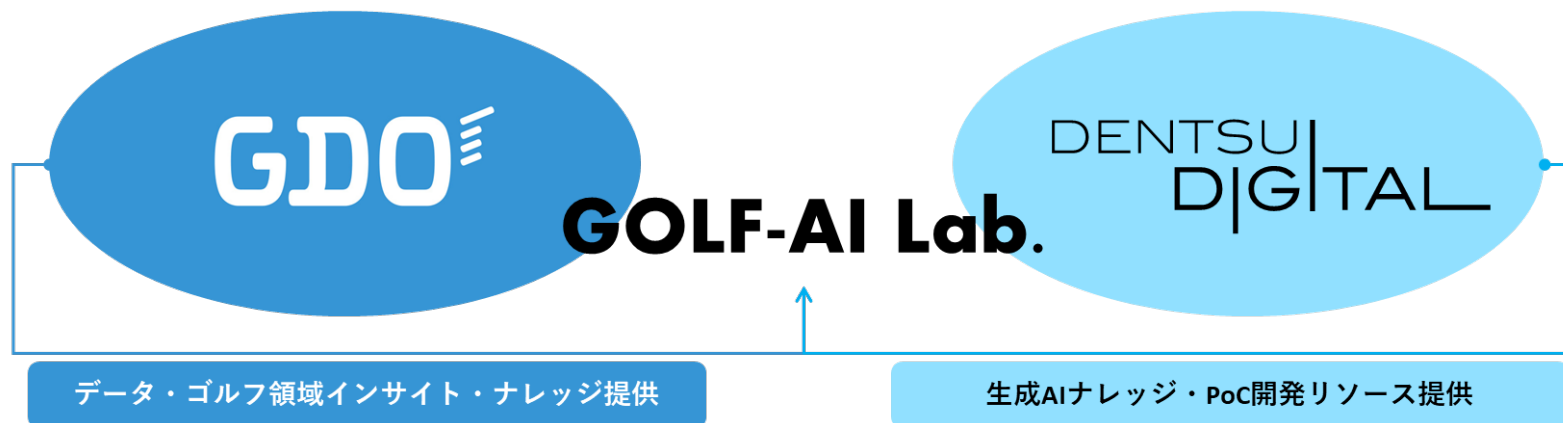 GDO
DENTSU
DIGITAL
GOLF-AI Lab.
データ・ゴルフ領域インサイト・ナレッジ提供
生成AIナレッジ・PoC開発リソース提供